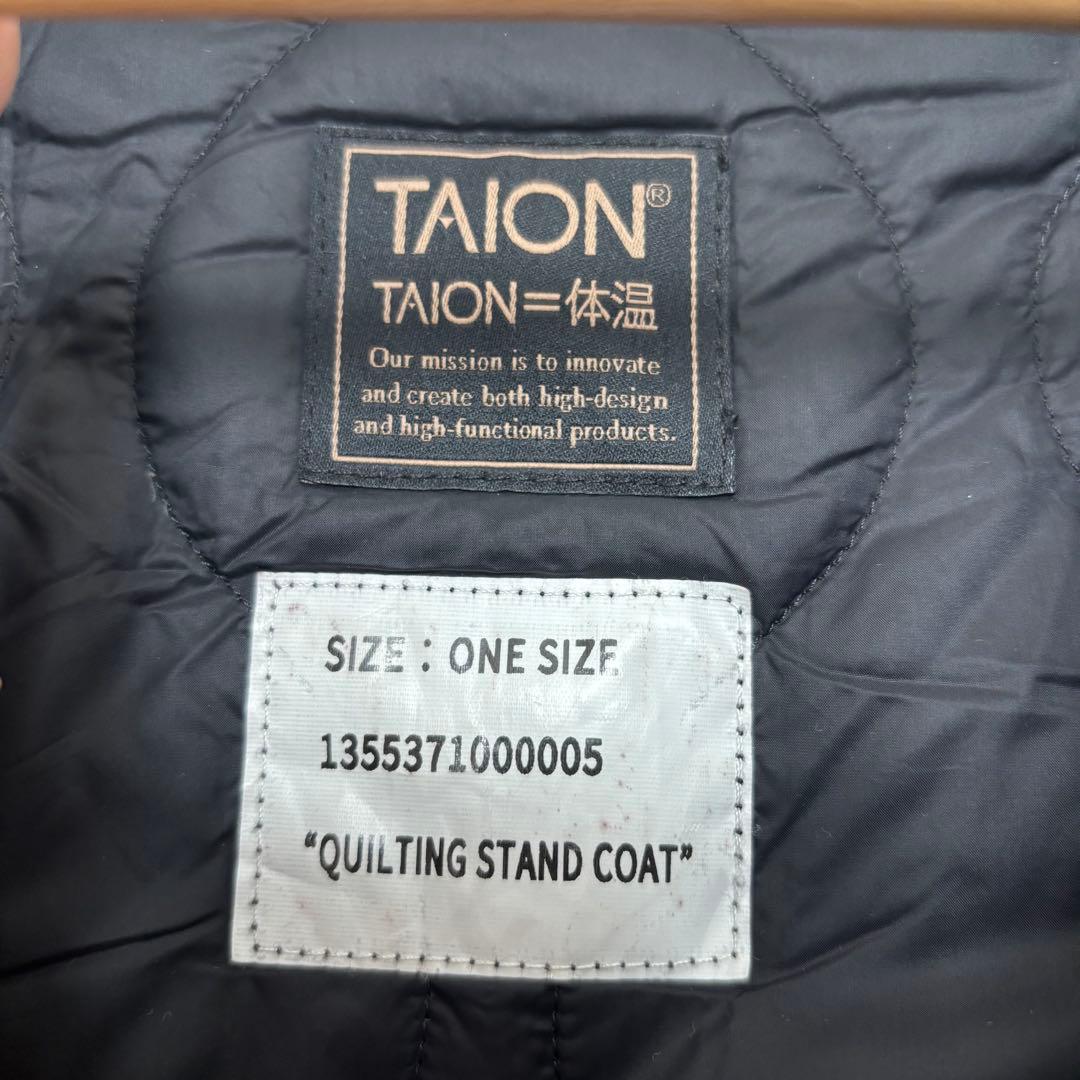 TAION®
TAION=体温
Our mission is to innovate
and create both high-design
and high-functional products.
SIZE : ONE SIZE
1355371000005
“QUILTING STAND COAT”